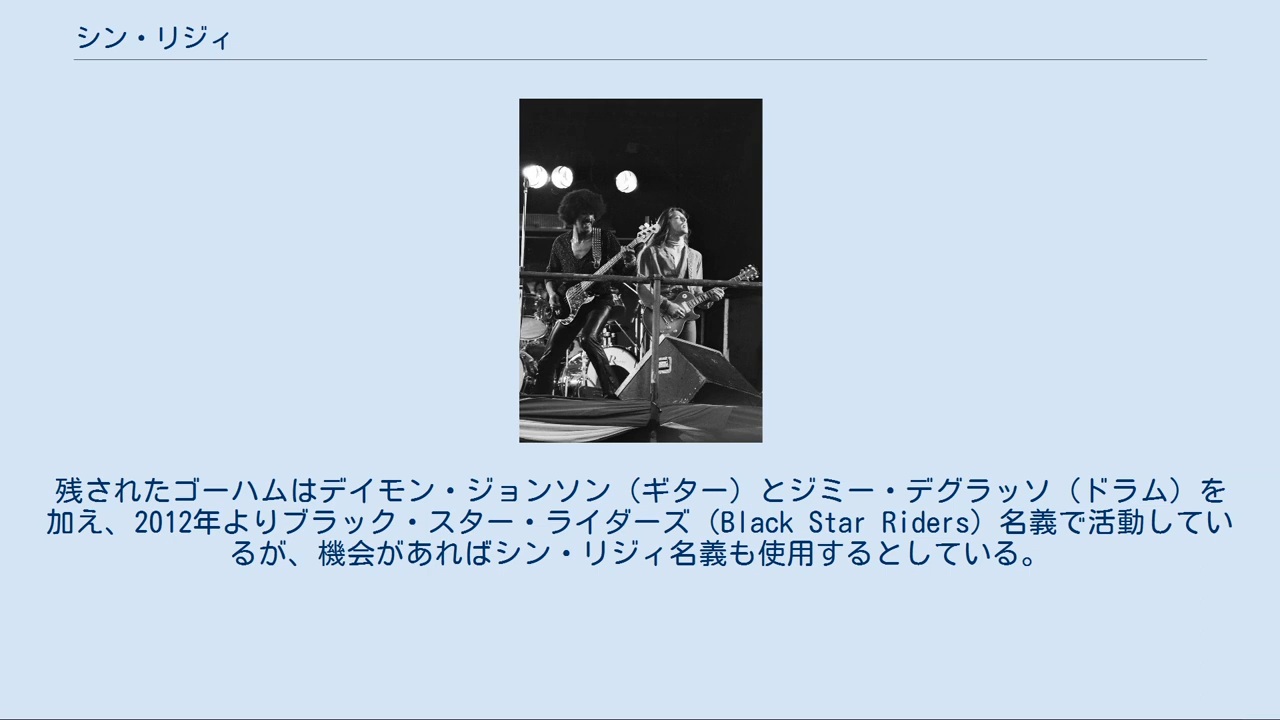 シン・リジィ
残されたゴーハムはデイモン・ジョンソン（ギター）とジミー・デグラッソ（ドラム）を
加え、2012年よりブラック・スター・ライダーズ（Black Star Riders）名義で活動してい
るが、機会があればシン・リジィ名義も使用するとしている。